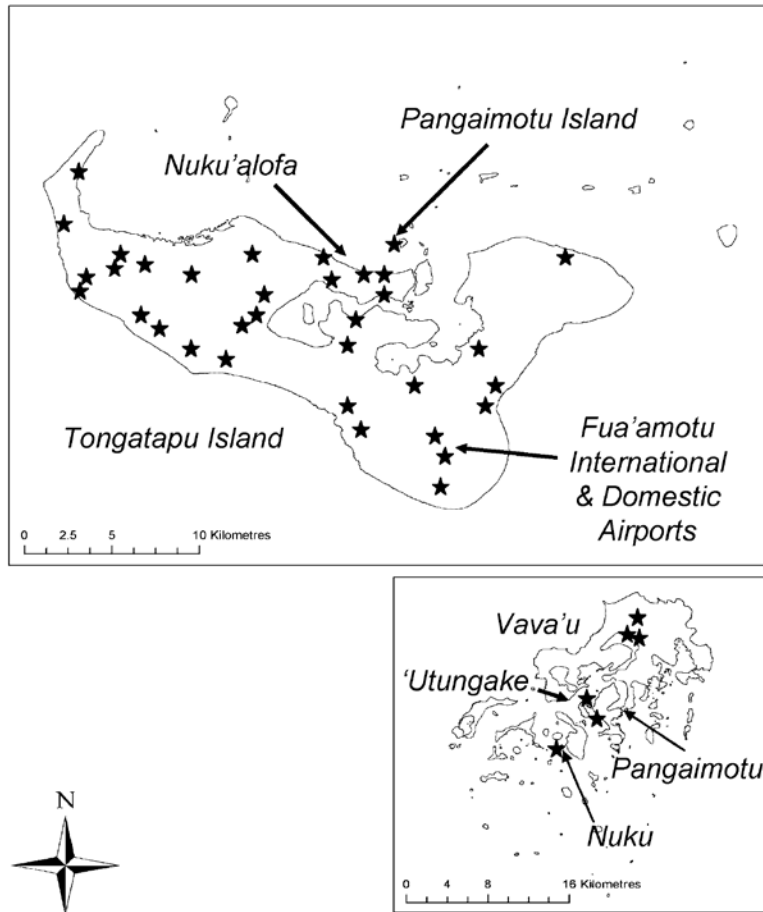 Pangaimotu Island
Nuku'alofa
Tongatapu Island
Fua'amotu
International
& Domestic
Airports
0 2.5 5 10 Kilometres
Vava'u
'Utungake
Pangaimotu
Nuku
N
0 4 8 16 Kilometres